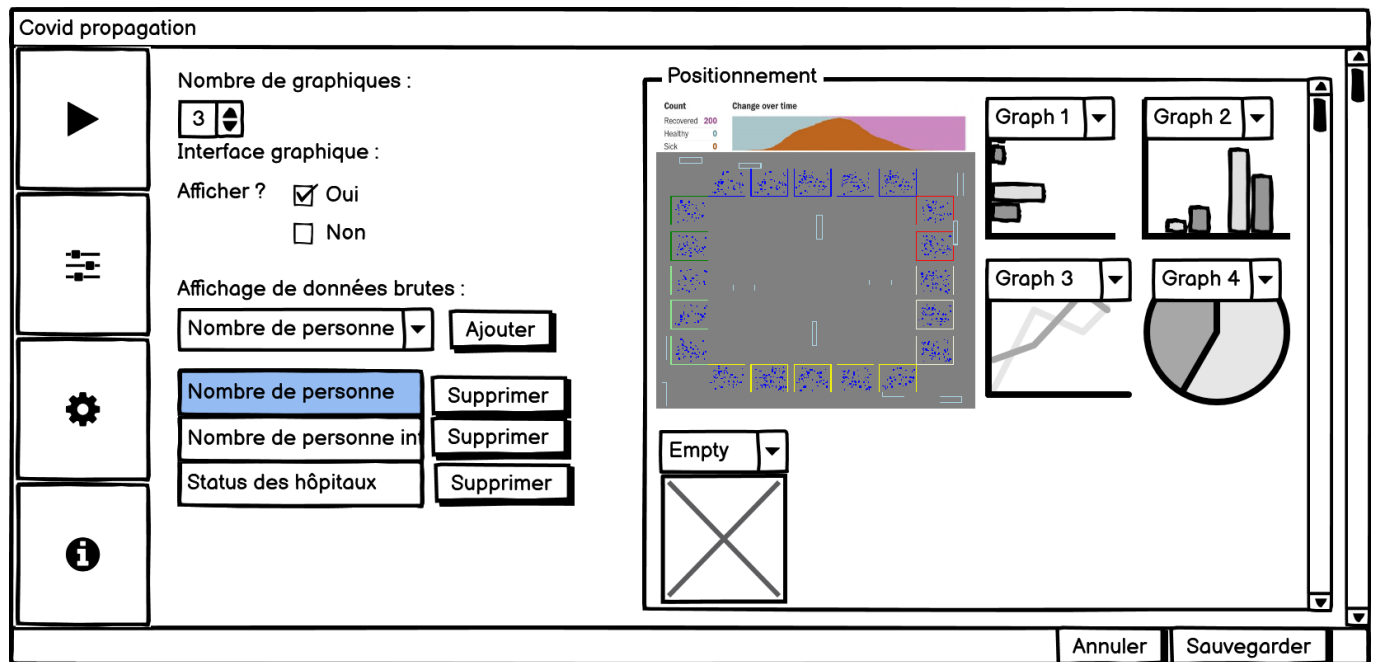 Covid propagation
Nombre de graphiques :
3
Interface graphique :
Afficher ?
Oui
Non
Affichage de données brutes :
Nombre de personne
Ajouter
Nombre de personne
Supprimer
Nombre de personne
Supprimer
Status des hôpitaux
Supprimer
Positionnement
Count
Change over time
Recovered 200
Healthy 0
Sick 0
Graph 1
Graph 2
Graph 3
Graph 4
Empty
Annuler
Sauvegarder